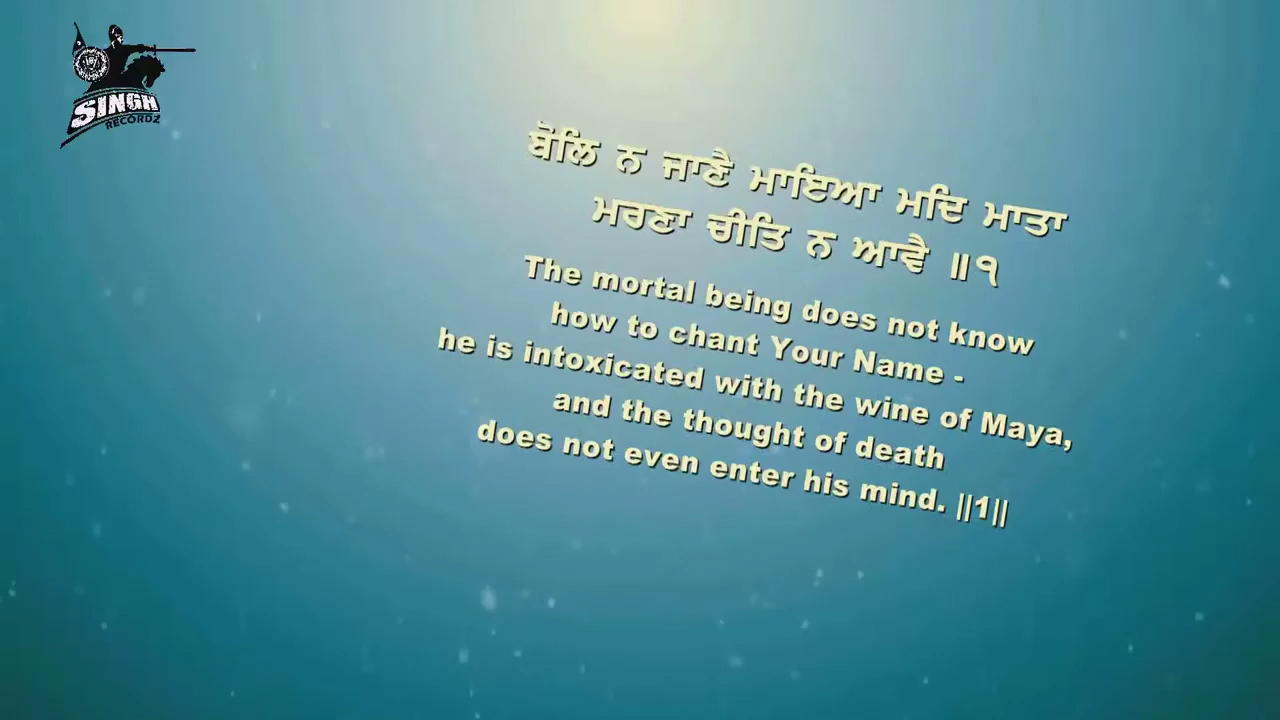 SINGH
RECORDZ
ਬੋਲਿ ਨ ਜਾਣੈ ਮਾਇਆ ਮਦਿ ਮਾਤਾ
ਮਰਣਾ ਚੀਤਿ ਨ ਆਵੈ ॥੧
The mortal being does not know
how to chant Your Name -
he is intoxicated with the wine of Maya,
and the thought of death
does not even enter his mind. ||1||